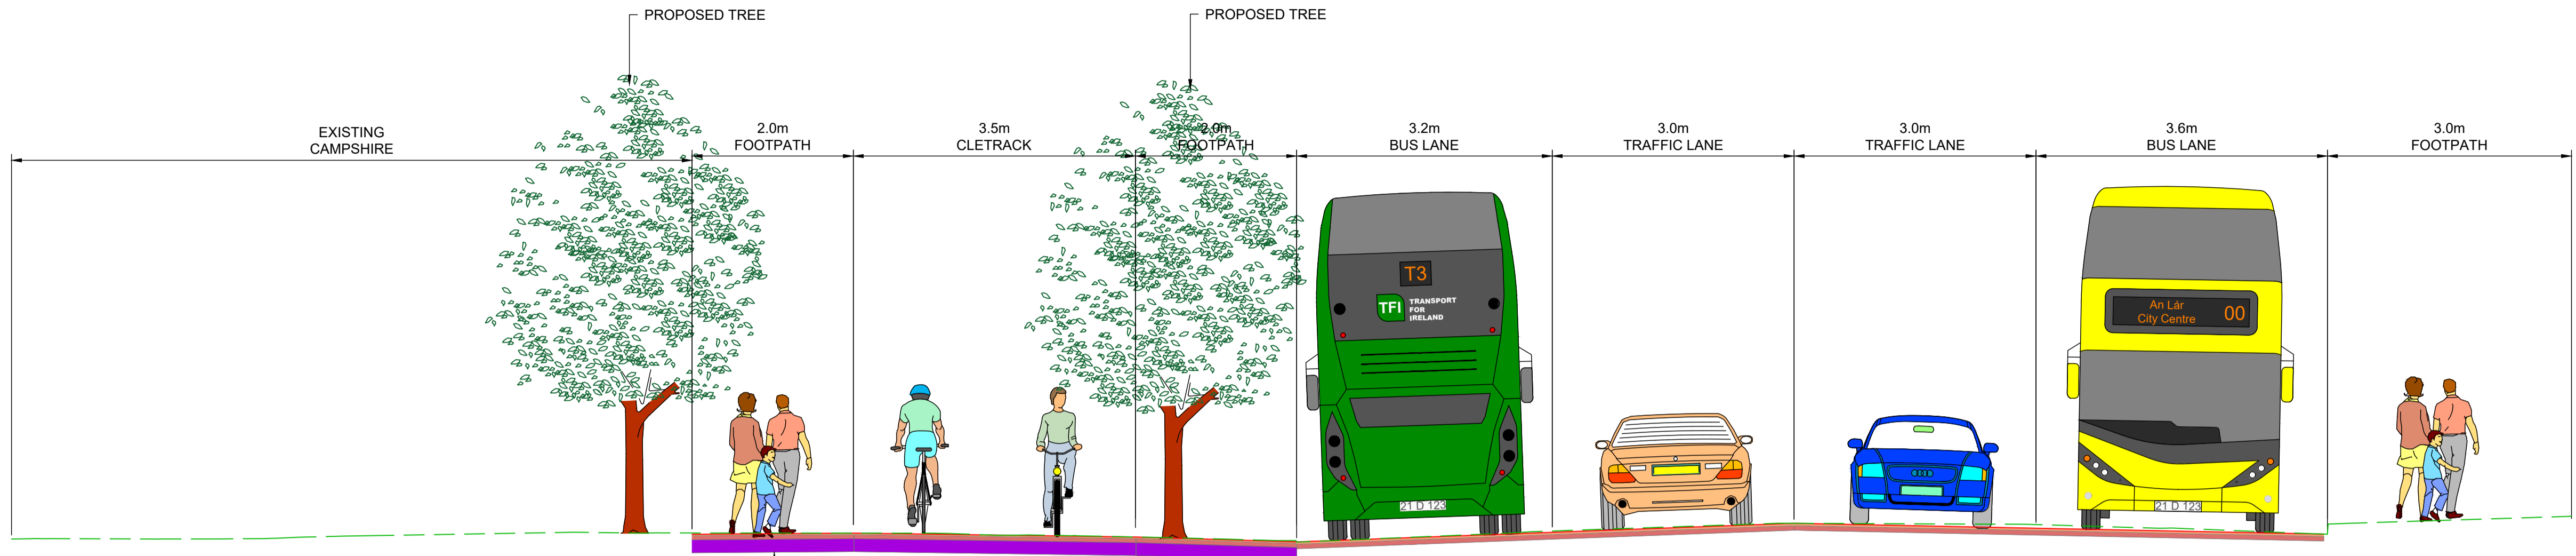 PROPOSED TREE
PROPOSED TREE
EXISTING
CAMPSHIRE
2.0m
FOOTPATH
3.5m
CLETRACK
2.0m
FOOTPATH
3.2m
BUS LANE
3.0m
TRAFFIC LANE
3.0m
TRAFFIC LANE
3.6m
BUS LANE
3.0m
FOOTPATH
T3
TFI
TRANSPORT
FOR
IRELAND
21 D 123
An Lár
City Centre
00
21 D 123